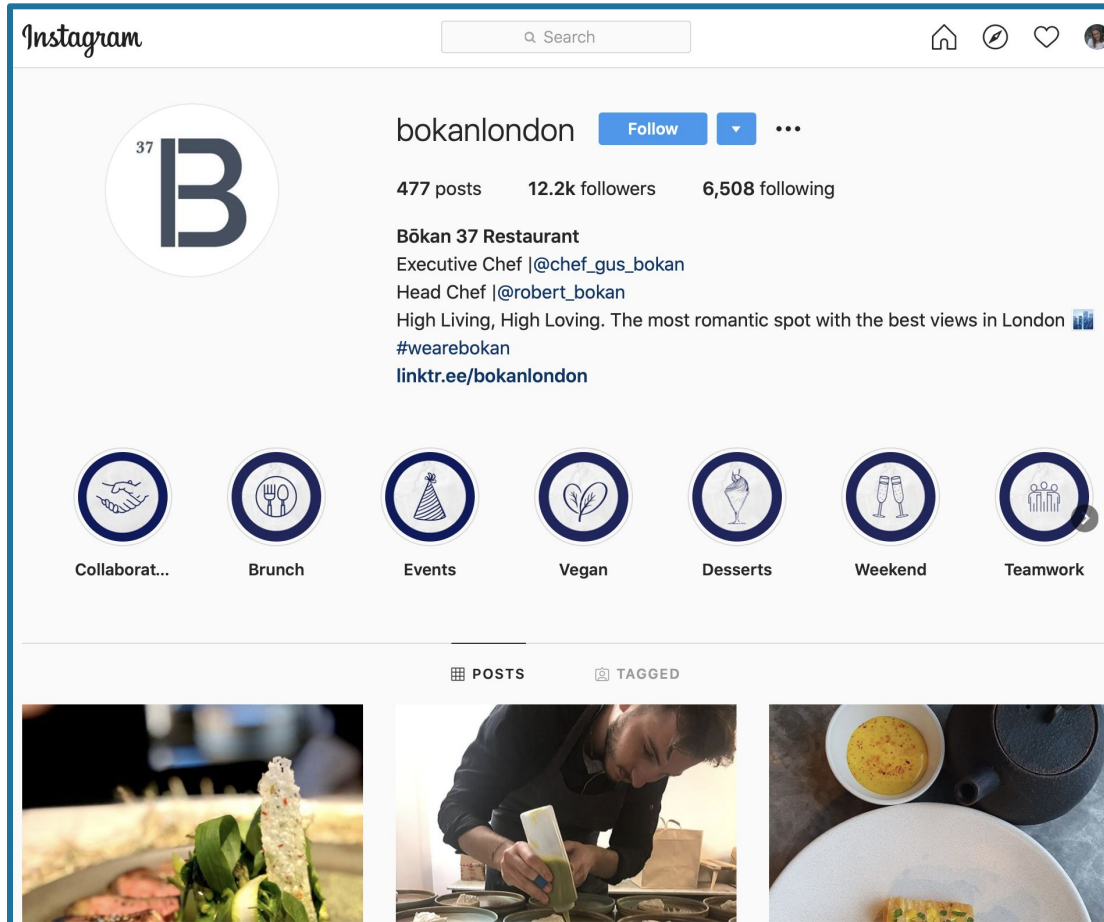 Instagram
Search
37
B
bokanlondon Follow
477 posts 12.2k followers 6,508 following
Bōkan 37 Restaurant
Executive Chef |@chef_gus_bokan
Head Chef |@robert_bokan
High Living, High Loving. The most romantic spot with the best views in London
#wearebokan
linktr.ee/bokanlondon
Collaborat... Brunch Events Vegan Desserts Weekend Teamwork
POSTS TAGGED